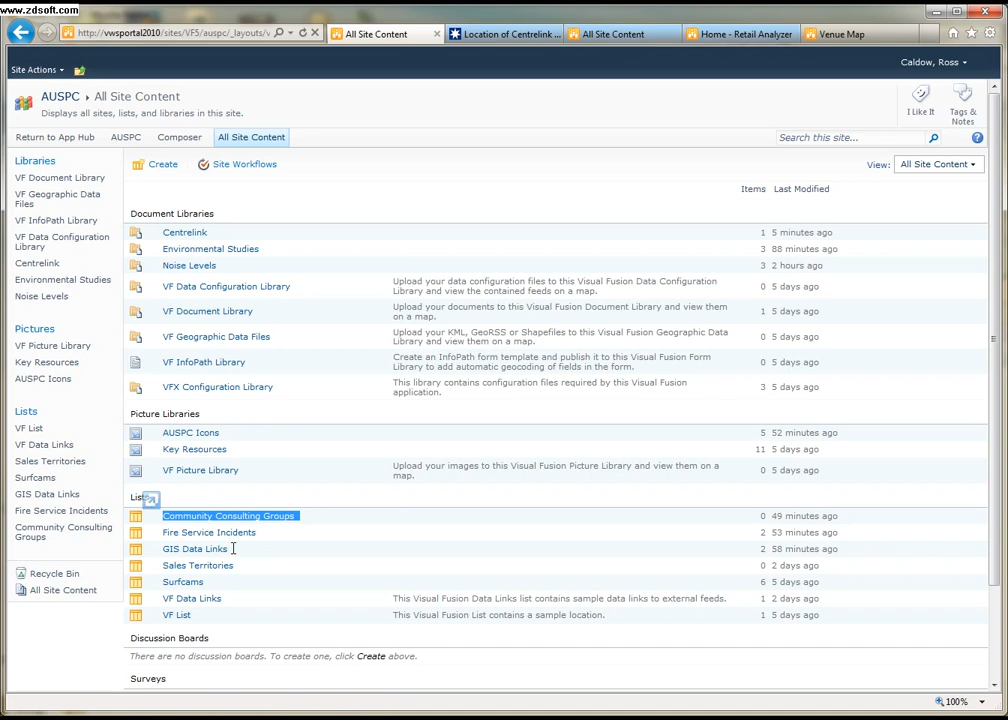 www.zdsoft.com
http://vwsportal2010/sites/VF5/auspc/_layouts/v
All Site Content
Location of Centrelink ...
All Site Content
Home - Retail Analyzer
Venue Map
Site Actions
Caldow, Ross
AUSPC ▸ All Site Content
Displays all sites, lists, and libraries in this site.
I Like It
Tags & Notes
Return to App Hub
AUSPC
Composer
All Site Content
Search this site...
Libraries
VF Document Library
VF Geographic Data
Files
VF InfoPath Library
VF Data Configuration
Library
Centrelink
Environmental Studies
Noise Levels
Pictures
VF Picture Library
Key Resources
AUSPC Icons
Lists
VF List
VF Data Links
Sales Territories
Surfcams
GIS Data Links
Fire Service Incidents
Community Consulting
Groups
Recycle Bin
All Site Content
Create
Site Workflows
View: All Site Content
Items Last Modified
Document Libraries
Centrelink 1 5 minutes ago
Environmental Studies 3 88 minutes ago
Noise Levels 3 2 hours ago
VF Data Configuration Library Upload your data configuration files to this Visual Fusion Data Configuration 0 5 days ago
Library and view the contained feeds on a map.
VF Document Library Upload your documents to this Visual Fusion Document Library and view them 1 5 days ago
on a map.
VF Geographic Data Files Upload your KML, GeoRSS or Shapefiles to this Visual Fusion Geographic Data 0 5 days ago
Library and view them on a map.
VF InfoPath Library Create an InfoPath form template and publish it to this Visual Fusion Form 0 5 days ago
Library to add automatic geocoding of fields in the form.
VFX Configuration Library This library contains configuration files required by this Visual Fusion 3 5 days ago
application.
Picture Libraries
AUSPC Icons 5 52 minutes ago
Key Resources 11 5 days ago
VF Picture Library Upload your images to this Visual Fusion Picture Library and view them on a 0 5 days ago
map.
Lists
Community Consulting Groups 0 49 minutes ago
Fire Service Incidents 2 53 minutes ago
GIS Data Links 2 58 minutes ago
Sales Territories 0 2 days ago
Surfcams 6 5 days ago
VF Data Links This Visual Fusion Data Links list contains sample data links to external feeds. 1 2 days ago
VF List This Visual Fusion List contains a sample location. 1 5 days ago
Discussion Boards
There are no discussion boards. To create one, click Create above.
Surveys
100%